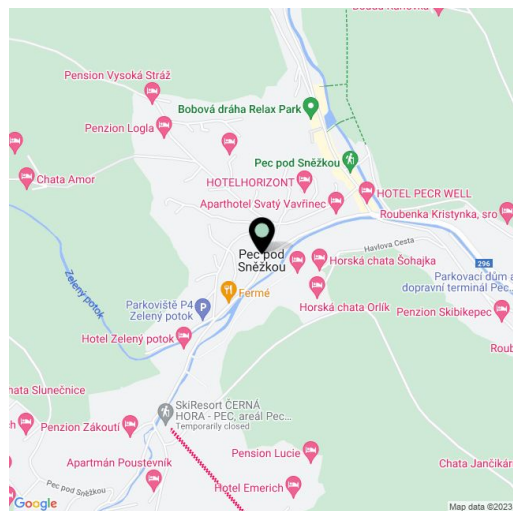 Pension Vysoká Stráž
Bobová dráha Relax Park
Penzion Logla
Pec pod Sněžkou
Chata Amor
HOTELHORIZONT
HOTEL PECR WELL
Aparthotel Svatý Vavřinec
Roubenka Kristynka, sro
Havlova Cesta
296
Pec pod
Sněžkou
Horská chata Šohajka
Zelený potok
Parkovací dům a
dopravní terminál Pec,...
Fermé
Parkoviště P4
Zelený potok
P
Horská chata Orlík
Penzion Skibikepec
Hotel Zelený potok
Roub
Chata Slunečnice
SkiResort ČERNÁ
HORA - PEC, areál Pec...
Temporarily closed
Penzion Zákoutí
Pension Lucie
Apartmán Poustevník
Chata Jančikár
Pec pod Sněžkou
Hotel Emerich
Google
Map data ©2023